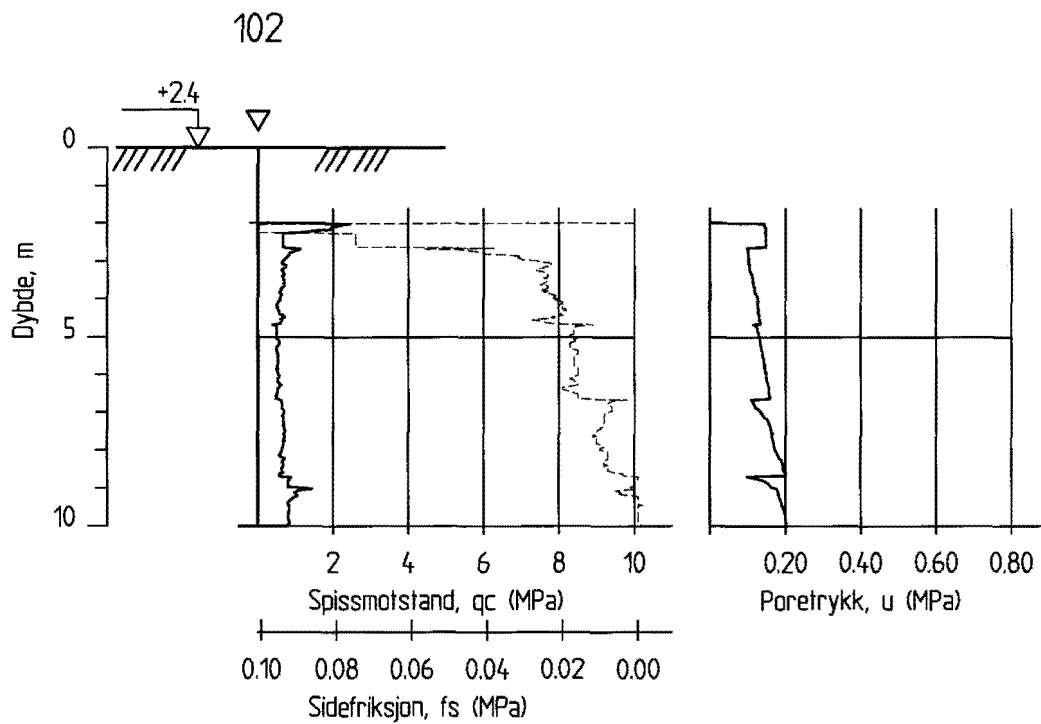 102
+2.4
0
Dybde, m
5
10
2 4 6 8 10
Spissmotstand, qc (MPa)
0.10 0.08 0.06 0.04 0.02 0.00
Sidefriksjon, fs (MPa)
0.20 0.40 0.60 0.80
Poretrykk, u (MPa)